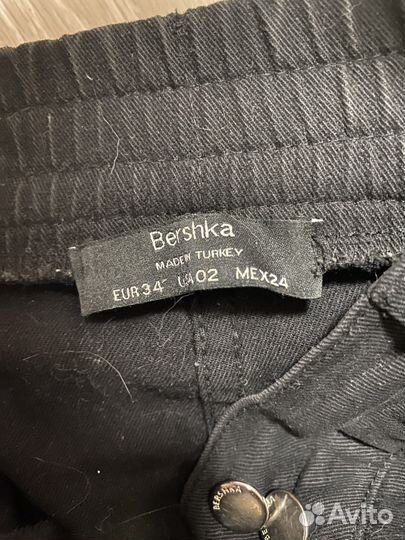 Bershka
MADE IN TURKEY
EUR 34 USA 02 MEX 24
BERSHKA
Avito